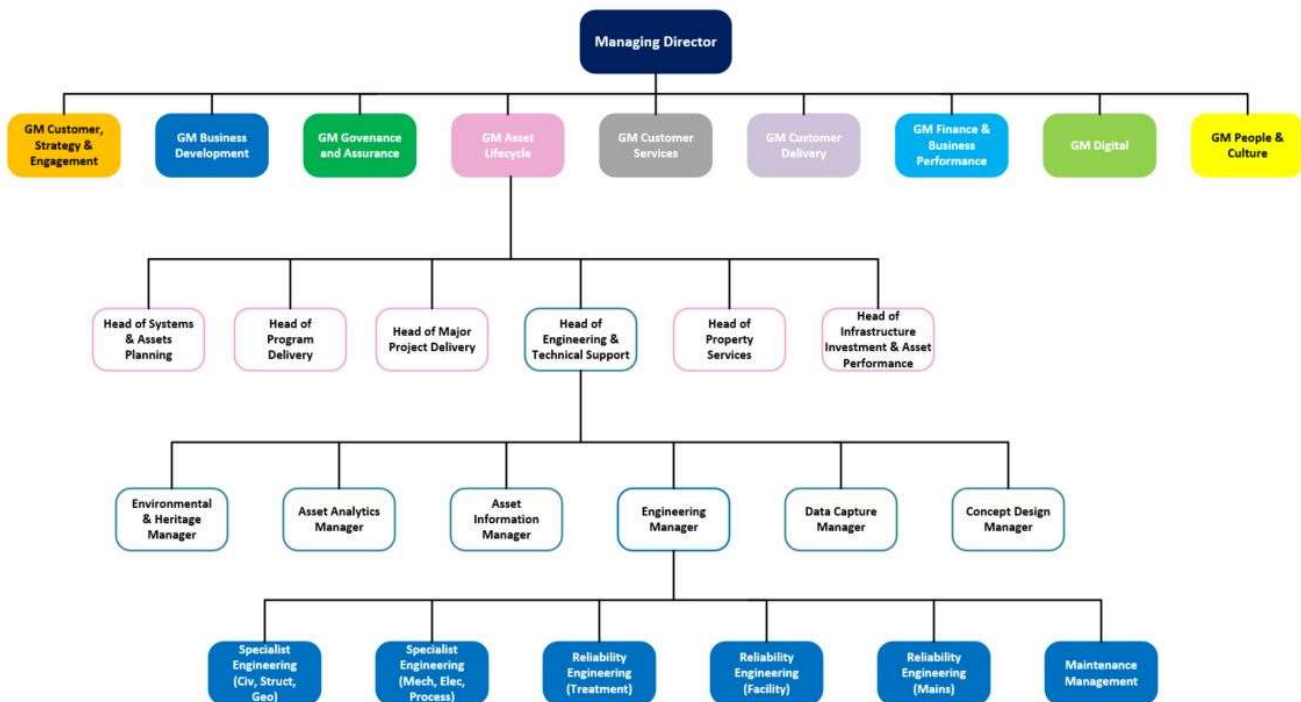 Managing Director
GM Customer,
Strategy &
Engagement
GM Business
Development
GM Govenance
and Assurance
GM Asset
Lifecycle
GM Customer
Services
GM Customer
Delivery
GM Finance &
Business
Performance
GM Digital
GM People &
Culture
Head of Systems
& Assets
Planning
Head of
Program
Delivery
Head of Major
Project Delivery
Head of
Engineering &
Technical Support
Head of
Property
Services
Head of
Infrastructure
Investment & Asset
Performance
Environmental
& Heritage
Manager
Asset Analytics
Manager
Asset
Information
Manager
Engineering
Manager
Data Capture
Manager
Concept Design
Manager
Specialist
Engineering
(Civ, Struct,
Geo)
Specialist
Engineering
(Mech, Elec,
Process)
Reliability
Engineering
(Treatment)
Reliability
Engineering
(Facility)
Reliability
Engineering
(Mains)
Maintenance
Management